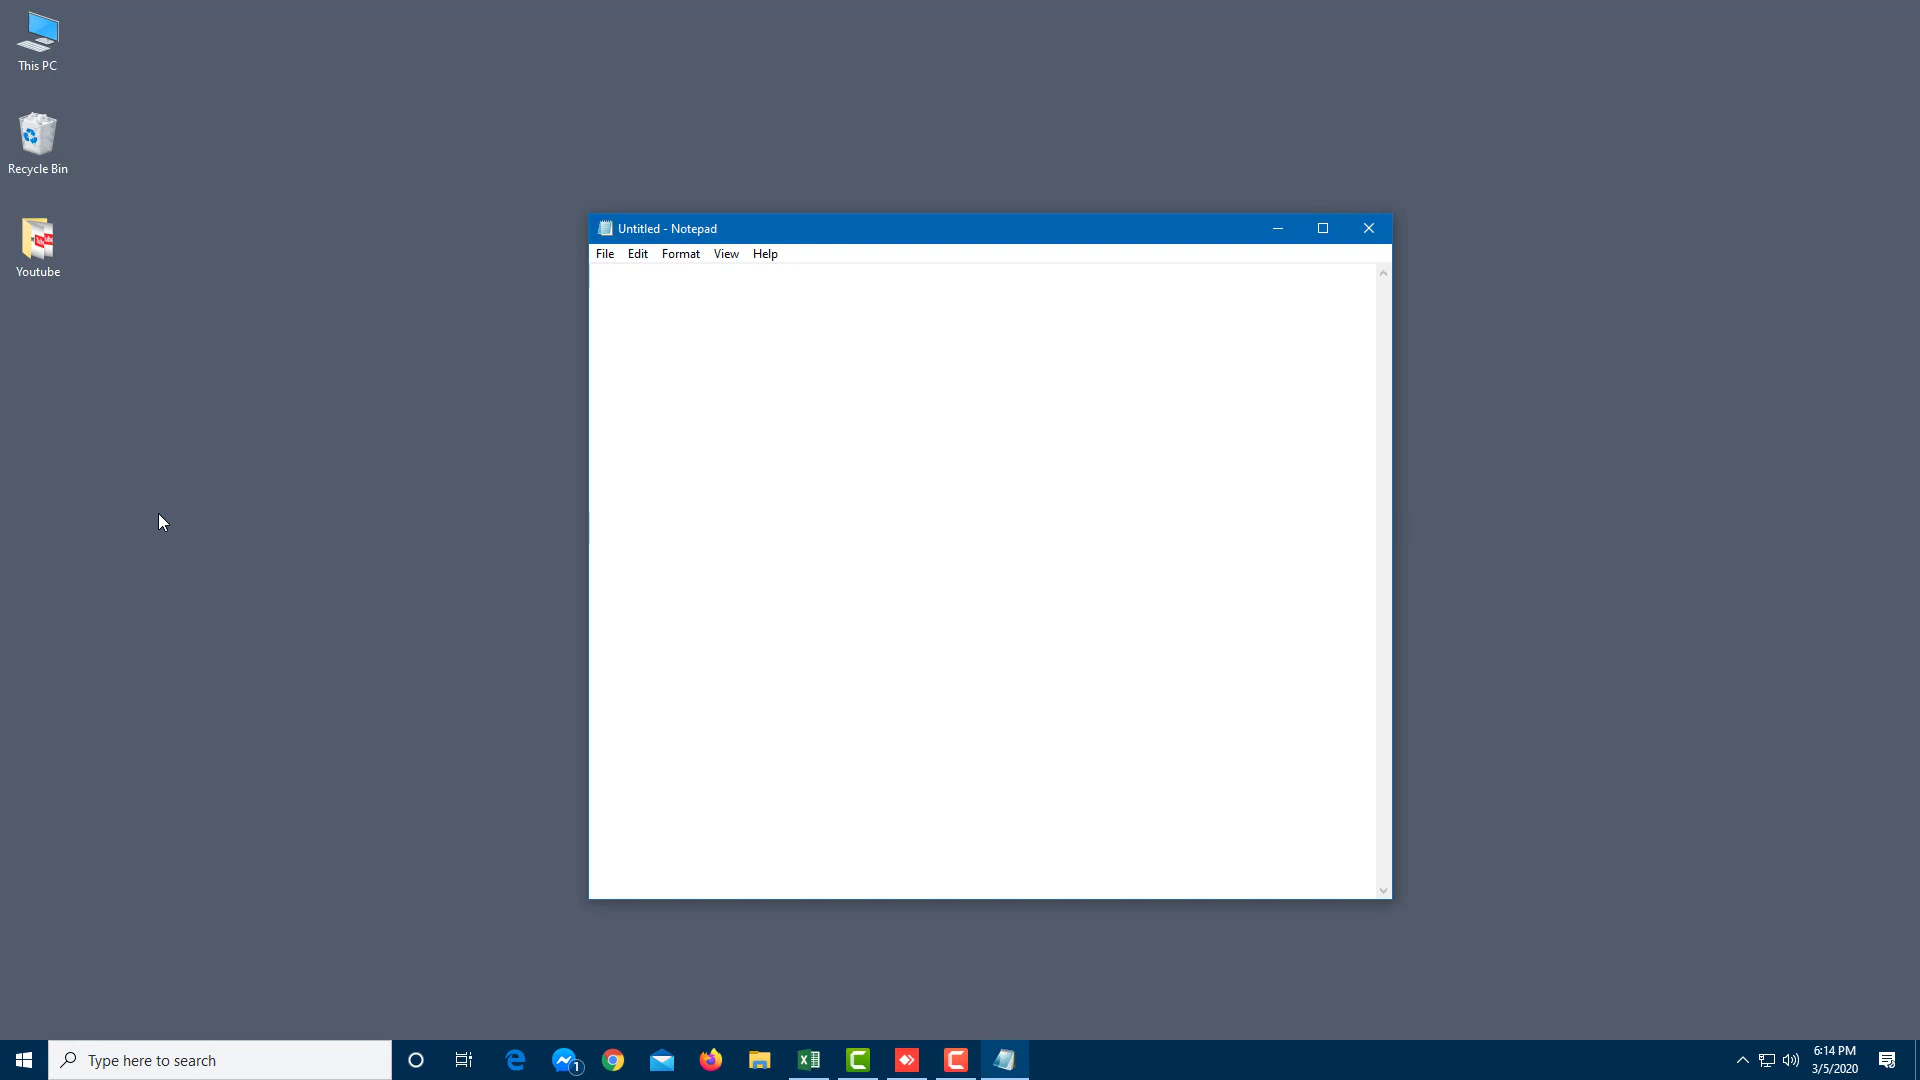 This PC
Recycle Bin
Youtube
Untitled - Notepad
File Edit Format View Help
Type here to search
1
6:14 PM
3/5/2020